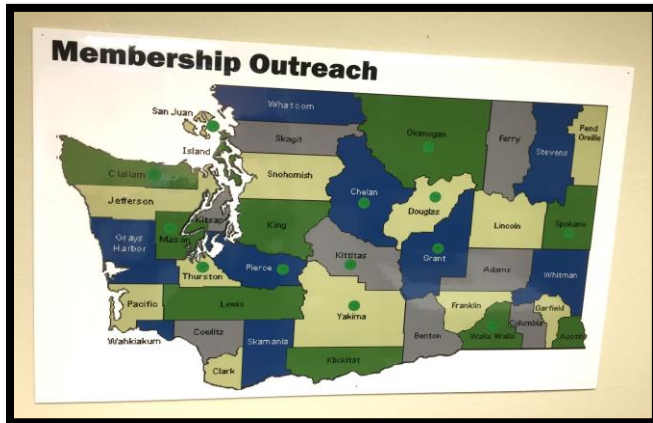 Membership Outreach
San Juan
Whatcom
Skagit
Island
Okanogan
Ferry
Stevens
Pend
Oreille
Clallam
Snohomish
Chelan
Jefferson
Kitsap
Douglas
Lincoln
Spokane
Grays
Harbor
Mason
King
Kittitas
Grant
Thurston
Pierce
Adams
Whitman
Pacific
Lewis
Yakima
Franklin
Garfield
Columbia
Wahkiakum
Cowlitz
Skamania
Benton
Walla Walla
Asotin
Clark
Klickitat